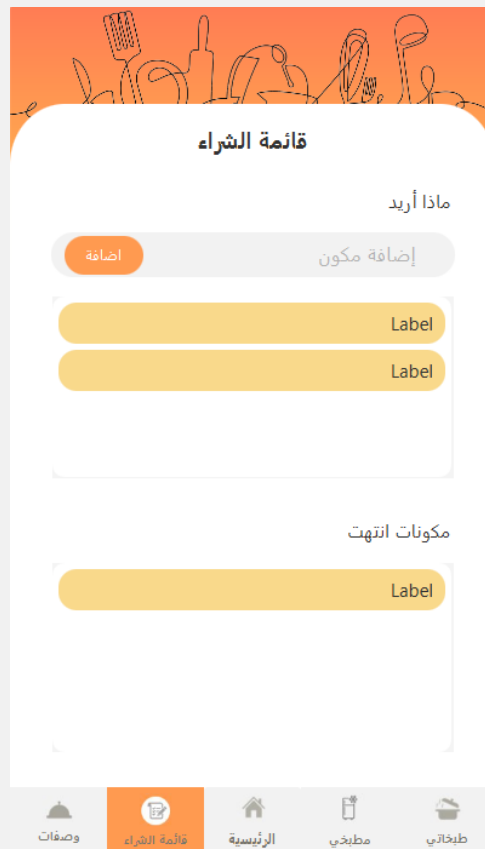 قائمة الشراء
ماذا أريد
إضافة مكون
اضافة
Label
Label
مكونات انتهت
Label
طبخاتي
مطبخي
الرئيسية
قائمة الشراء
وصفات